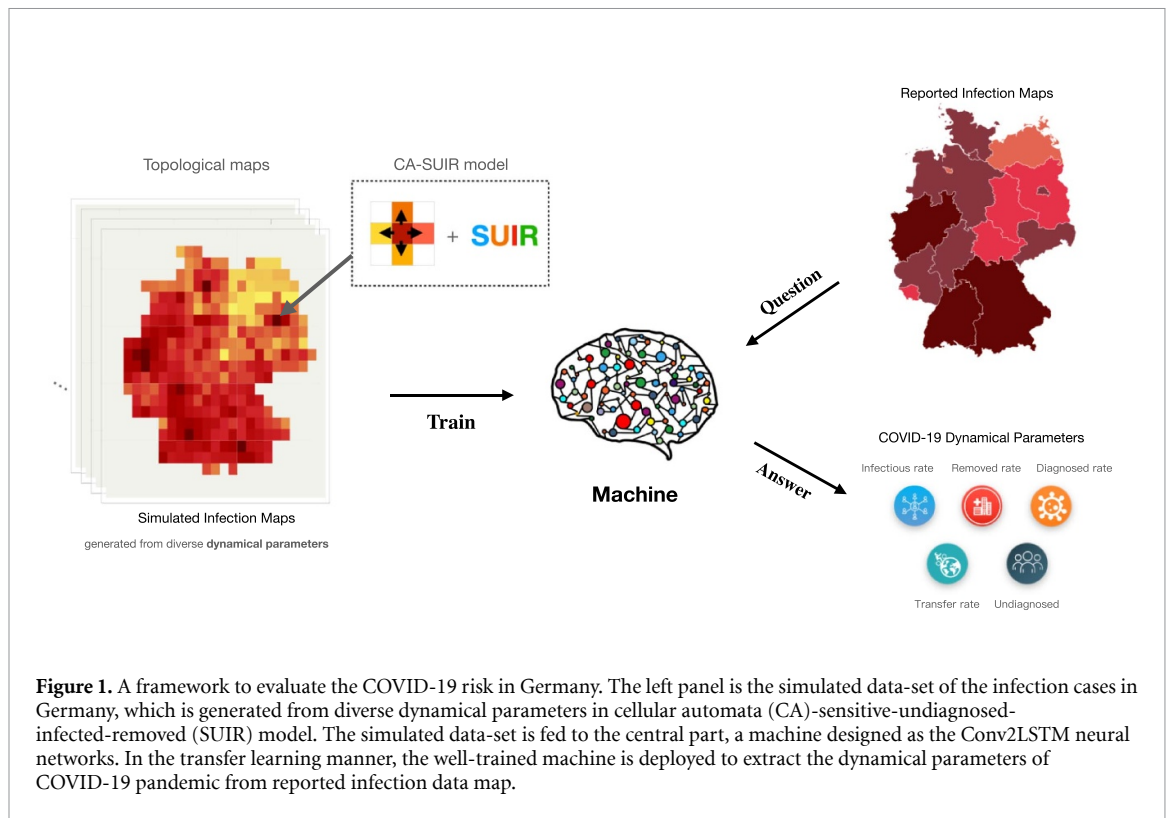 Reported Infection Maps
Topological maps
CA-SUIR model
+ SUIR
Question
Train
Machine
Simulated Infection Maps
generated from diverse dynamical parameters
Answer
COVID-19 Dynamical Parameters
Infectious rate Removed rate Diagnosed rate
Transfer rate Undiagnosed
Figure 1. A framework to evaluate the COVID-19 risk in Germany. The left panel is the simulated data-set of the infection cases in
Germany, which is generated from diverse dynamical parameters in cellular automata (CA)-sensitive-undiagnosed-
infected-removed (SUIR) model. The simulated data-set is fed to the central part, a machine designed as the Conv2LSTM neural
networks. In the transfer learning manner, the well-trained machine is deployed to extract the dynamical parameters of
COVID-19 pandemic from reported infection data map.